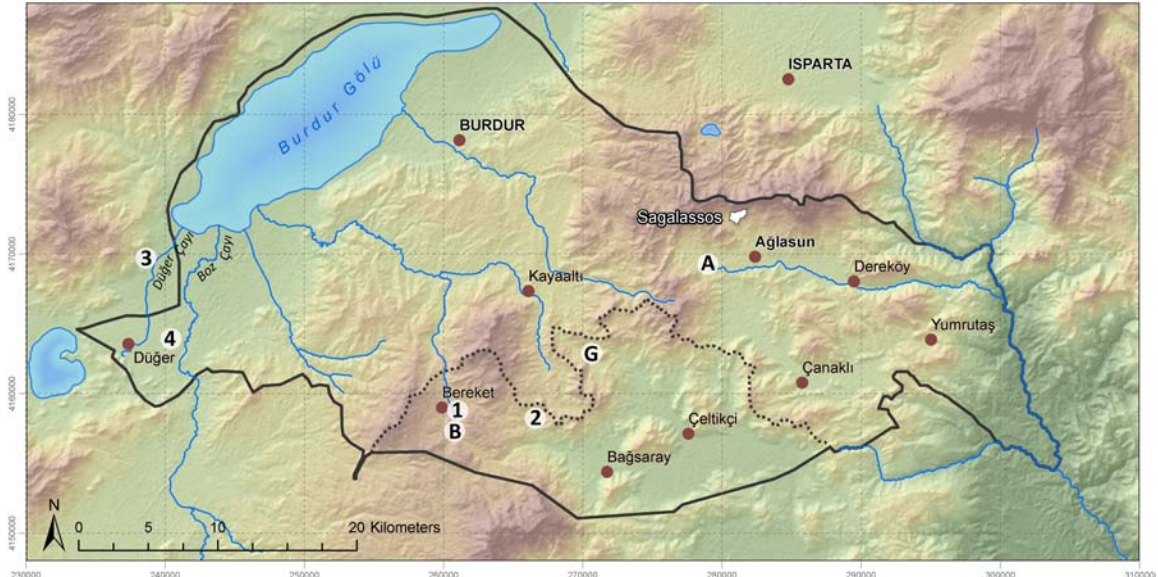 4180000
4170000
4160000
4150000
ISPARTA
Burdur Gölü
BURDUR
Sagalassos
Ağlasun
3
Düğer Çayı
Boz Çayı
A
Dereköy
Kayaaltı
4
Düğer
G
Yumrutaş
Çanaklı
Bereket
1
2
B
Çeltikçi
Bağsaray
N
0 5 10 20 Kilometers
230000 240000 250000 260000 270000 280000 290000 300000 310000